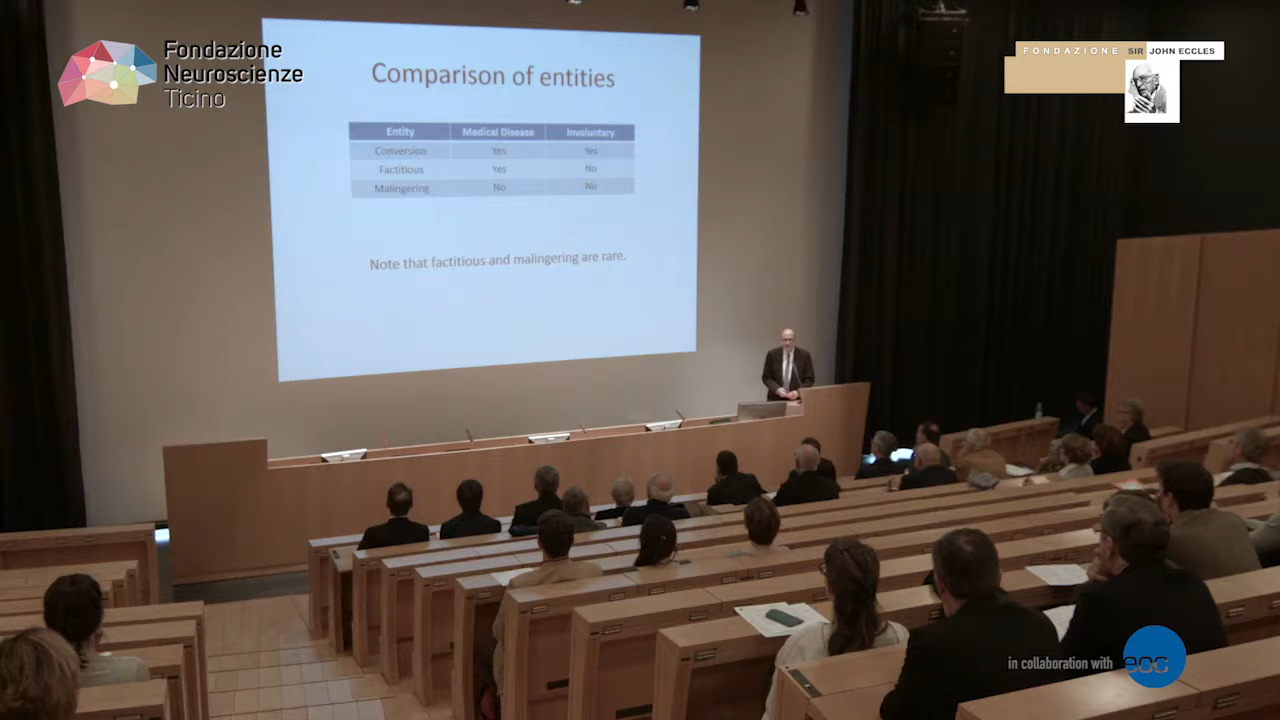 Fondazione
Neuroscienze
Ticino
FONDAZIONE SIR JOHN ECCLES
Comparison of entities
Entity Medical Disease Involuntary
Conversion Yes Yes
Factitious Yes No
Malingering No No
Note that factitious and malingering are rare.
in collaboration with eoc